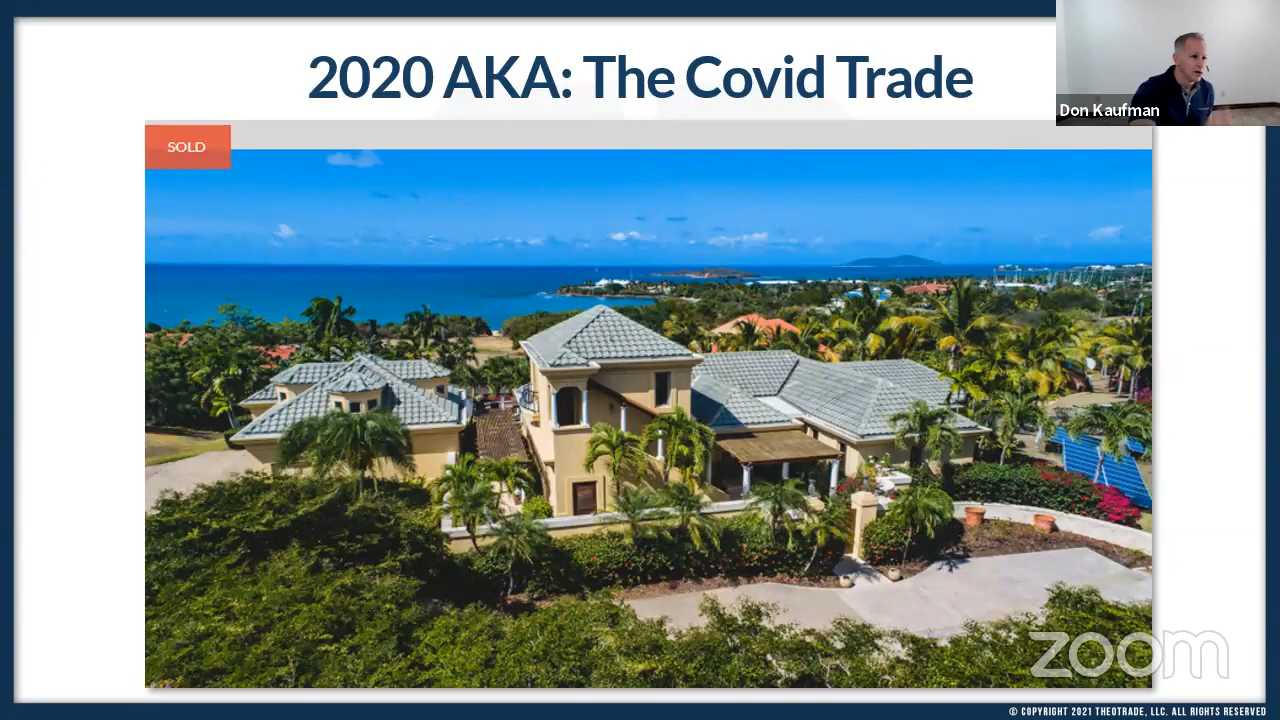 2020 AKA: The Covid Trade
Don Kaufman
SOLD
zoom
© COPYRIGHT 2021 THEOTRADE, LLC. ALL RIGHTS RESERVED